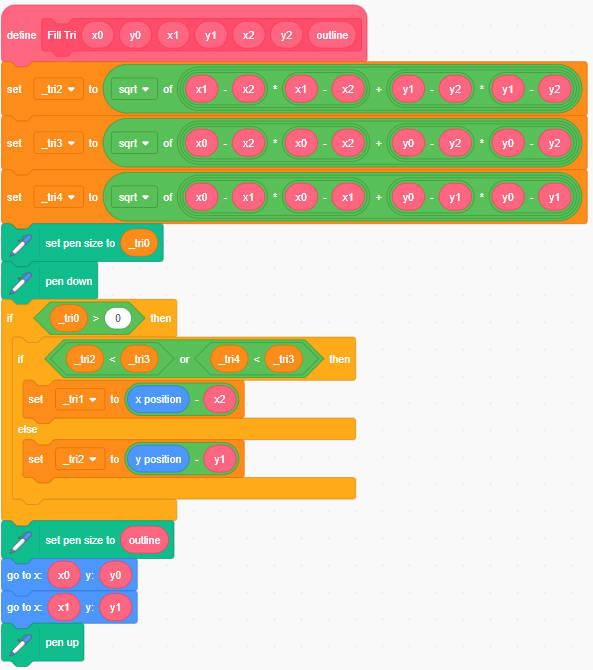 define Fill Tri x0 y0 x1 y1 x2 y2 outline
set _tri2 to sqrt of x1 - x2 * x1 - x2 + y1 - y2 * y1 - y2
set _tri3 to sqrt of x0 - x2 * x0 - x2 + y0 - y2 * y0 - y2
set _tri4 to sqrt of x0 - x1 * x0 - x1 + y0 - y1 * y0 - y1
set pen size to _tri0
pen down
if _tri0 > 0 then
if _tri2 < _tri3 or _tri4 < _tri3 then
set _tri1 to x position - x2
else
set _tri2 to y position - y1
set pen size to outline
go to x: x0 y: y0
go to x: x1 y: y1
pen up